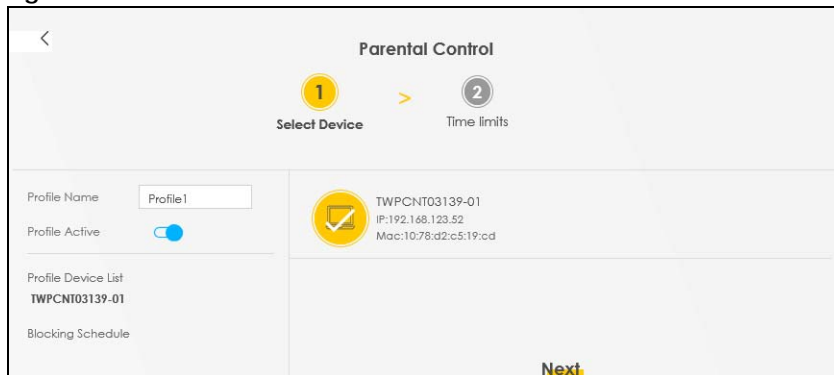 <
Parental Control
1 > 2
Select Device Time limits
Profile Name Profile1
Profile Active
Profile Device List
TWPCNT03139-01
Blocking Schedule
TWPCNT03139-01
IP:192.168.123.52
Mac:10:78:d2:c5:19:cd
Next